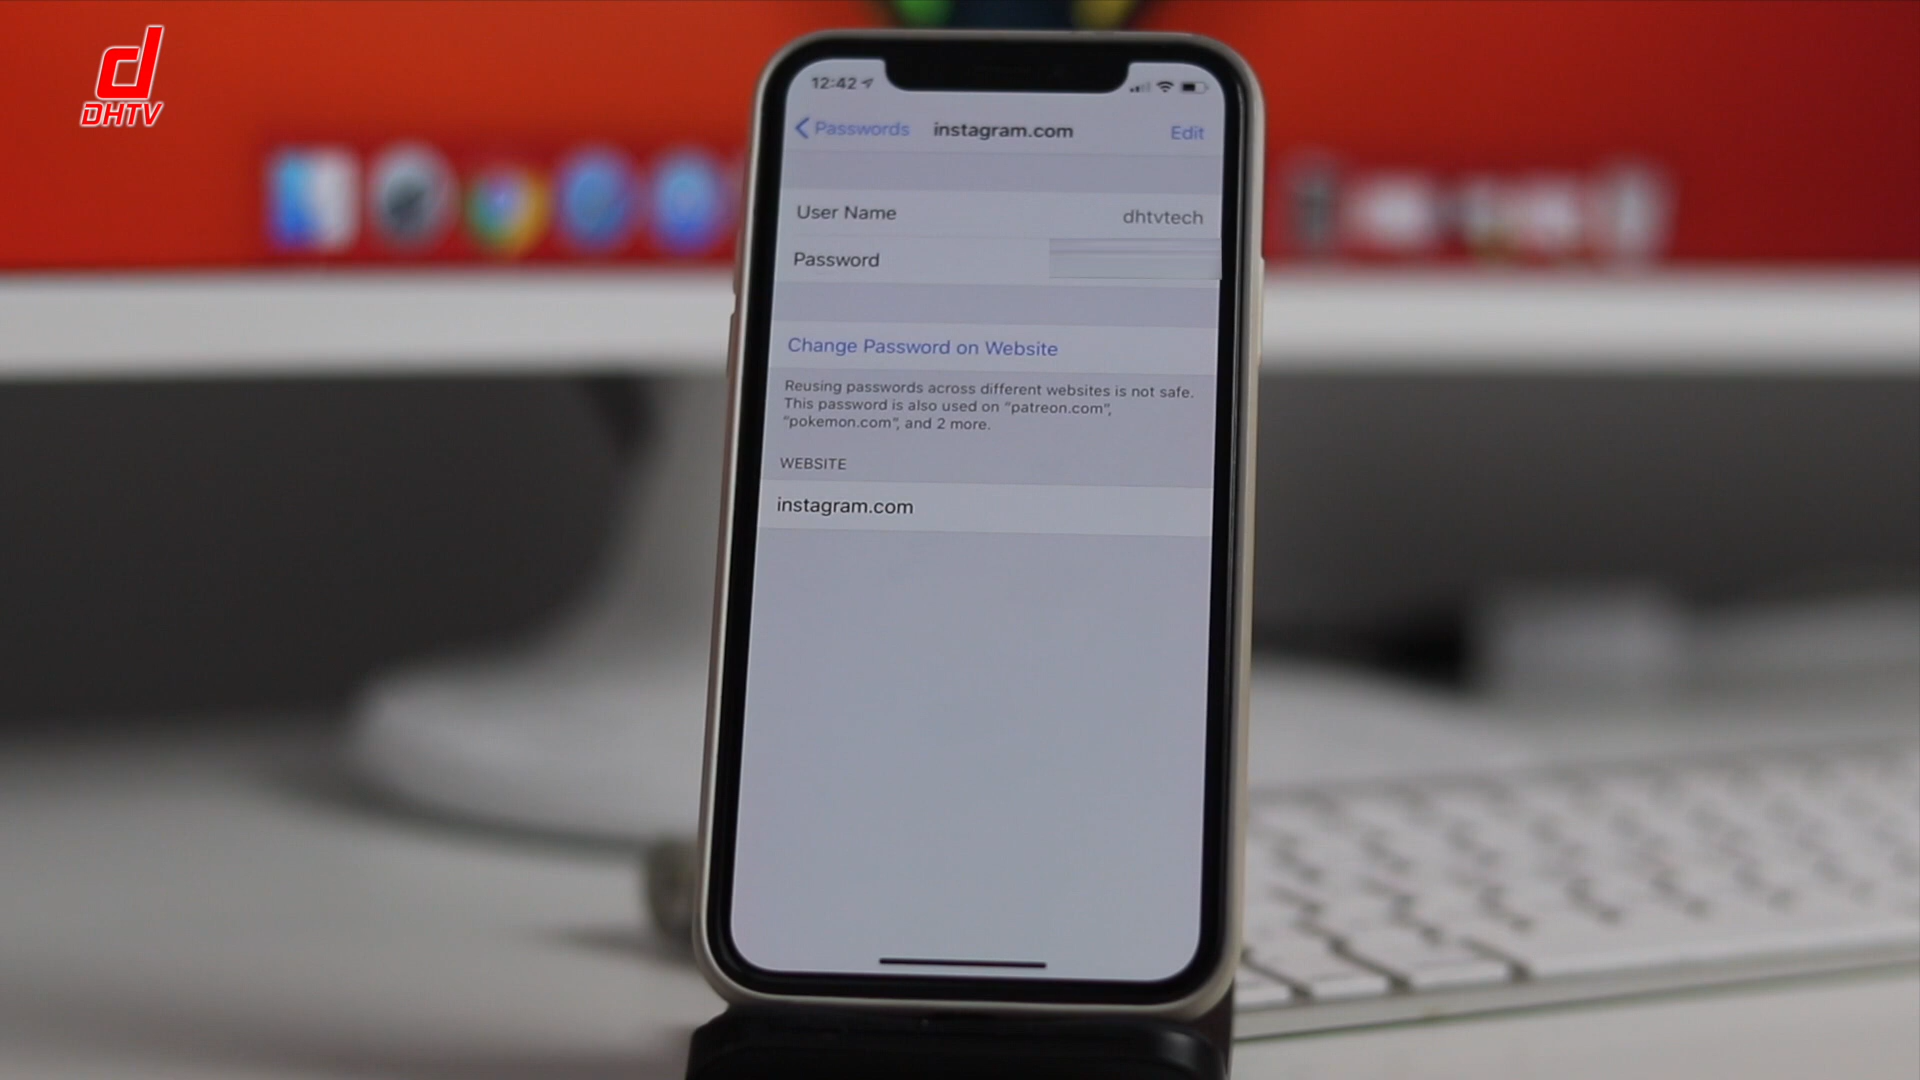 DHTV
12:42
Passwords
instagram.com
Edit
User Name
dhtvtech
Password
Change Password on Website
Reusing passwords across different websites is not safe.
This password is also used on “patreon.com”,
“pokemon.com”, and 2 more.
WEBSITE
instagram.com